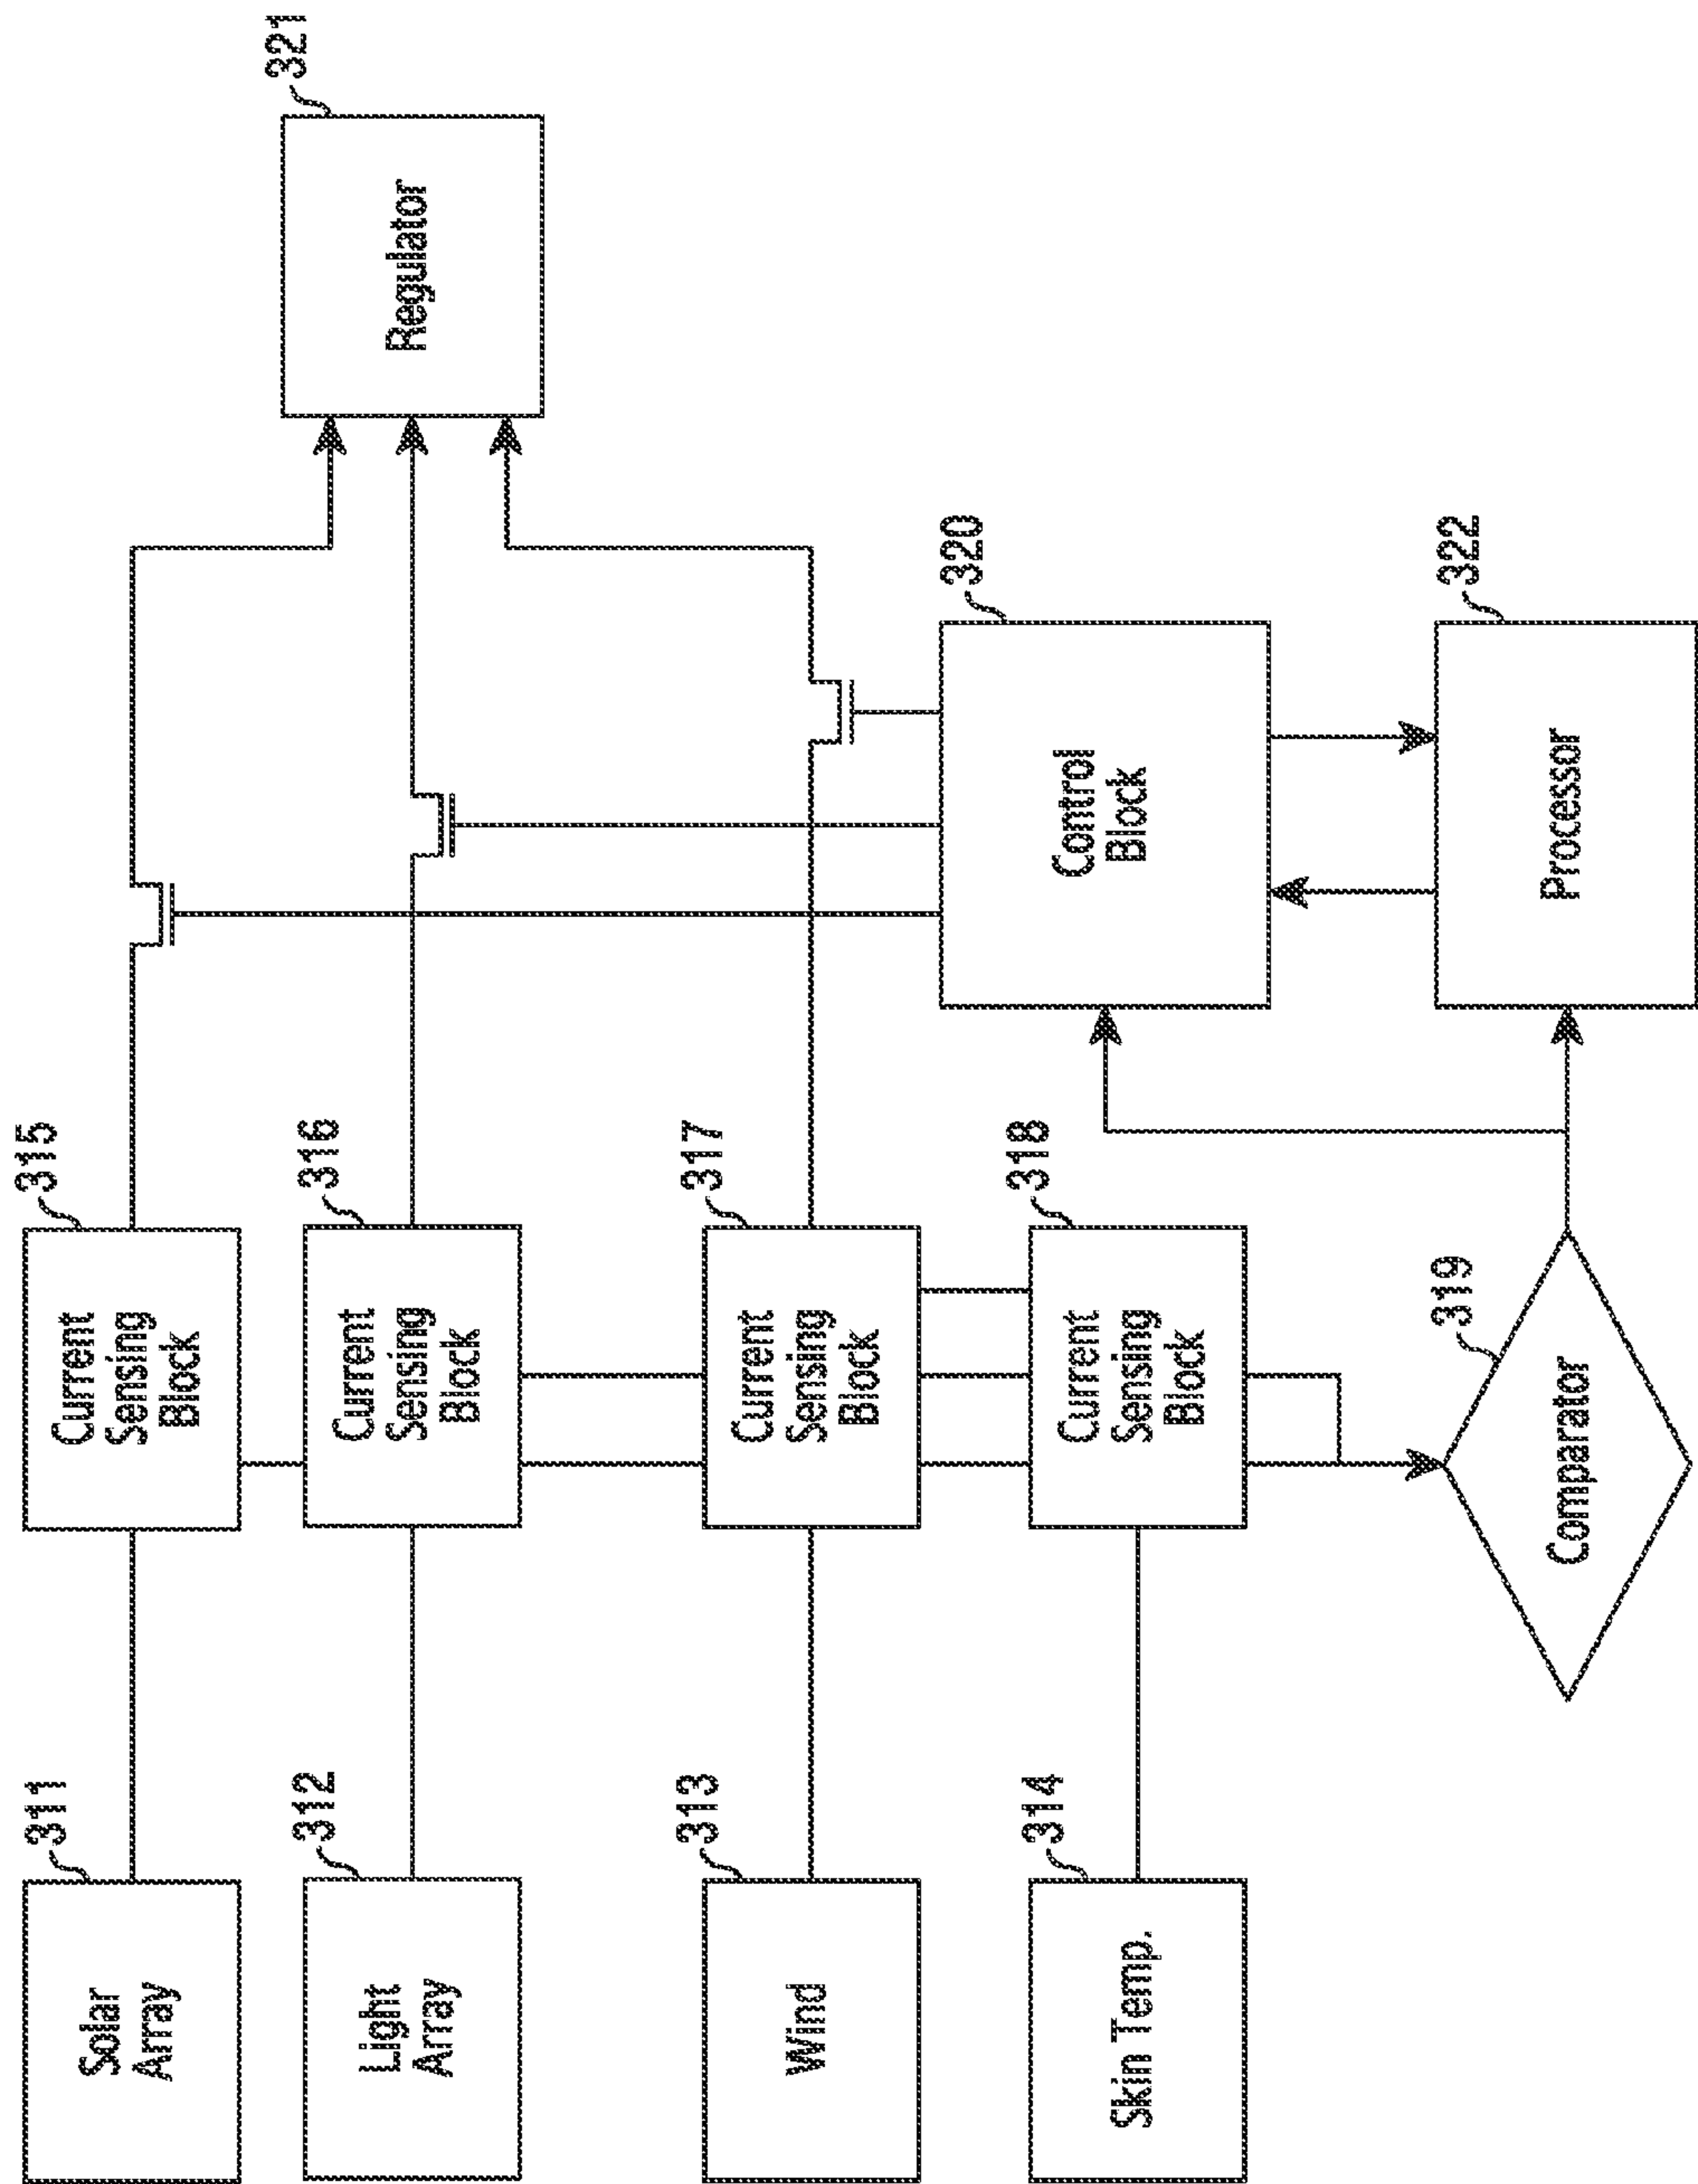 311
Solar
Array
315
Current
Sensing
Block
321
Regulator
312
Light
Array
316
Current
Sensing
Block
313
Wind
317
Current
Sensing
Block
320
Control
Block
314
Skin Temp.
318
Current
Sensing
Block
319
Comparator
322
Processor